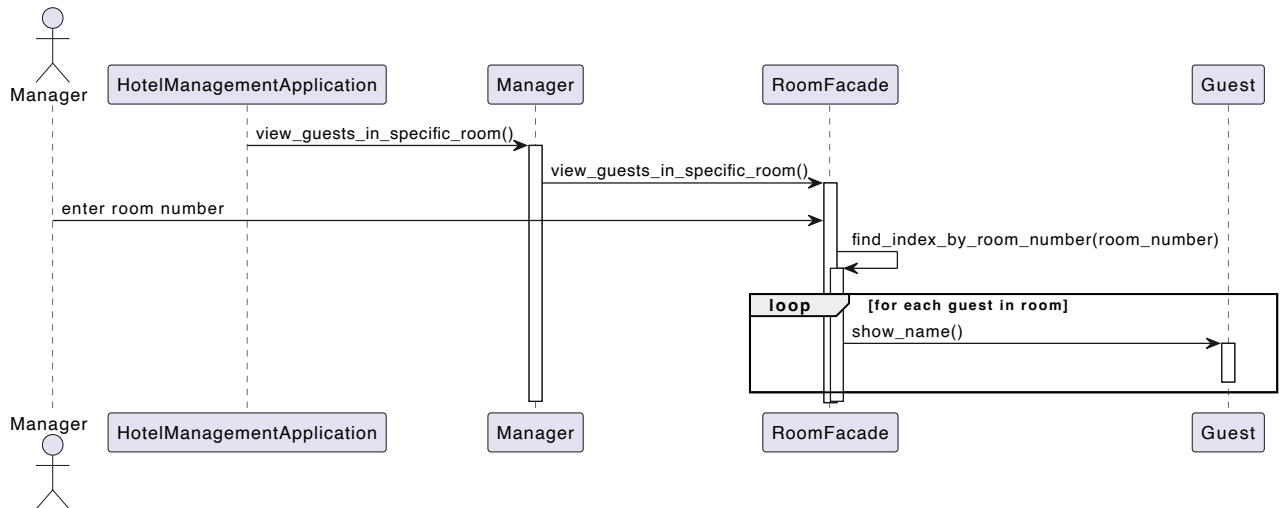 Manager
HotelManagementApplication
Manager
RoomFacade
Guest
view_guests_in_specific_room()
view_guests_in_specific_room()
enter room number
find_index_by_room_number(room_number)
loop
[for each guest in room]
show_name()
Manager
HotelManagementApplication
Manager
RoomFacade
Guest